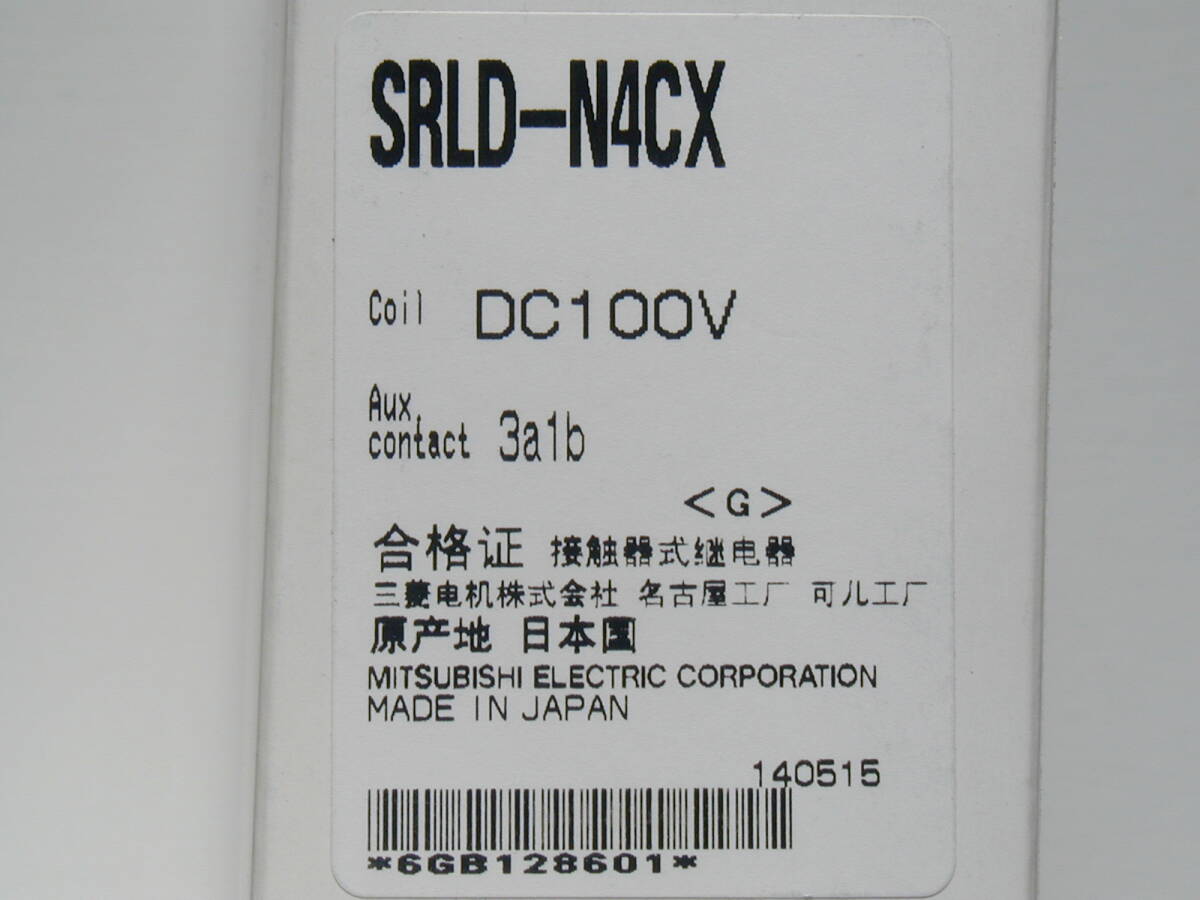 SRLD-N4CX
Coil DC100V
Aux.
contact 3a1b
<G>
合格证 接触器式继电器
三菱电机株式会社 名古屋工厂 可儿工厂
原产地 日本国
MITSUBISHI ELECTRIC CORPORATION
MADE IN JAPAN
140515
*6GB128601*